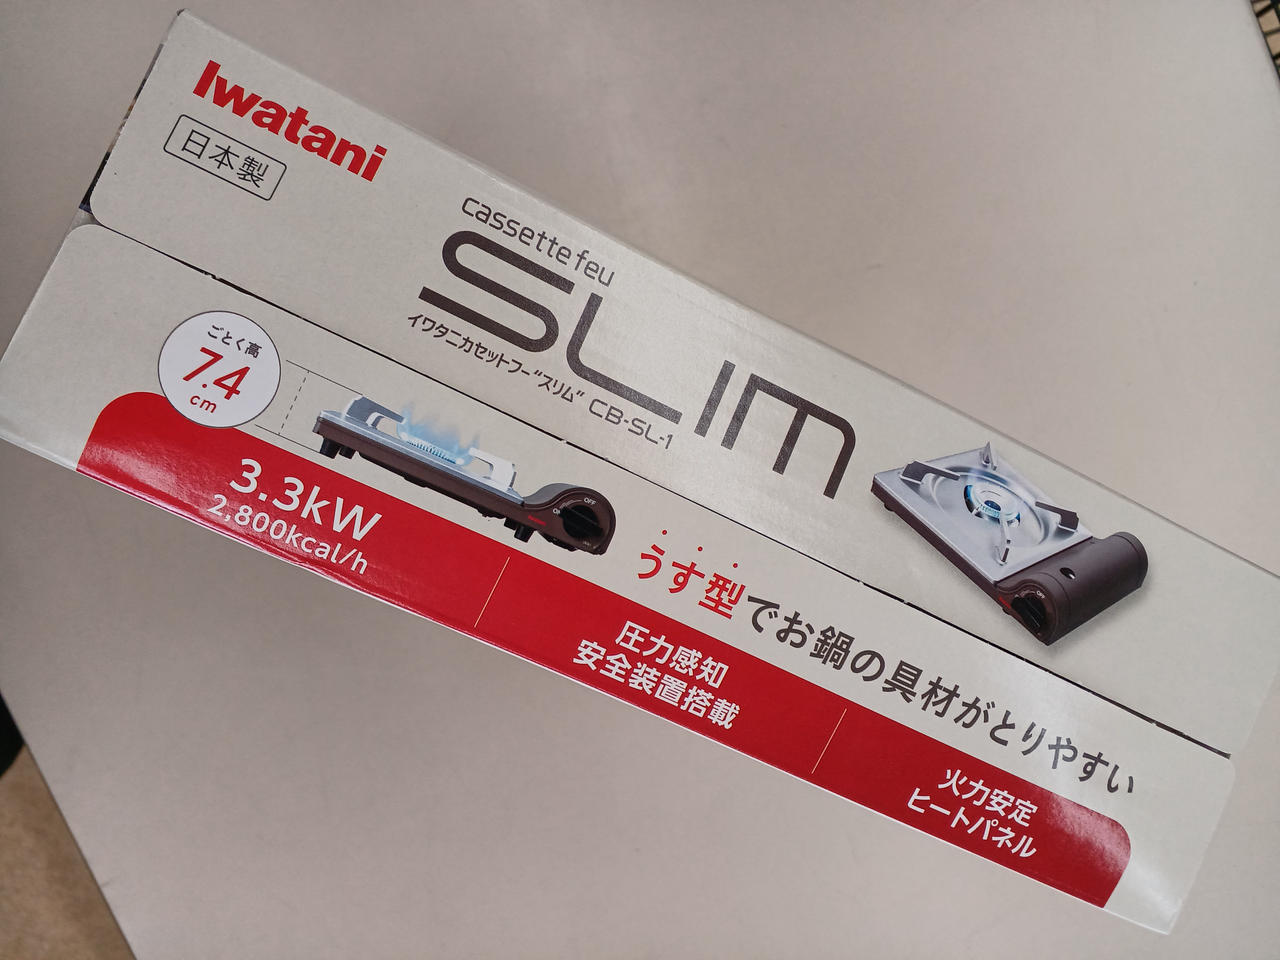 Iwatani
日本製
cassette feu
SLIM
イワタニカセットフー"スリム" CB-SL-1
ごとく高
7.4
cm
OFF
OFF
3.3kW
2,800kcal/h
うす型でお鍋の具材がとりやすい
圧力感知
安全装置搭載
火力安定
ヒートパネル